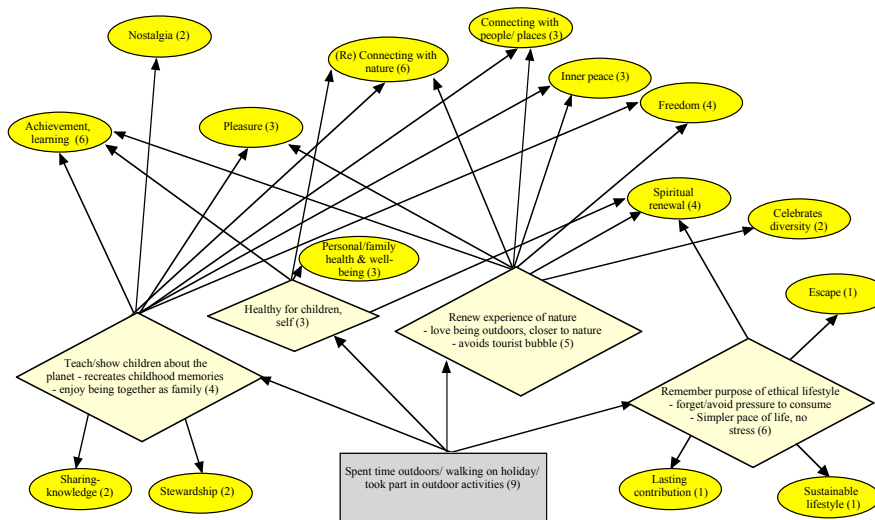 Nostalgia (2)
Connecting with
people/ places (3)
(Re) Connecting with
nature (6)
Inner peace (3)
Freedom (4)
Achievement,
learning (6)
Pleasure (3)
Spiritual
renewal (4)
Celebrates
diversity (2)
Personal/family
health & well-
being (3)
Escape (1)
Healthy for children,
self (3)
Renew experience of nature
- love being outdoors, closer to nature
- avoids tourist bubble (5)
Teach/show children about the
planet - recreates childhood memories
- enjoy being together as family (4)
Remember purpose of ethical lifestyle
- forget/avoid pressure to consume
- Simpler pace of life, no
stress (6)
Spent time outdoors/ walking on holiday/
took part in outdoor activities (9)
Sharing-
knowledge (2)
Stewardship (2)
Lasting
contribution (1)
Sustainable
lifestyle (1)